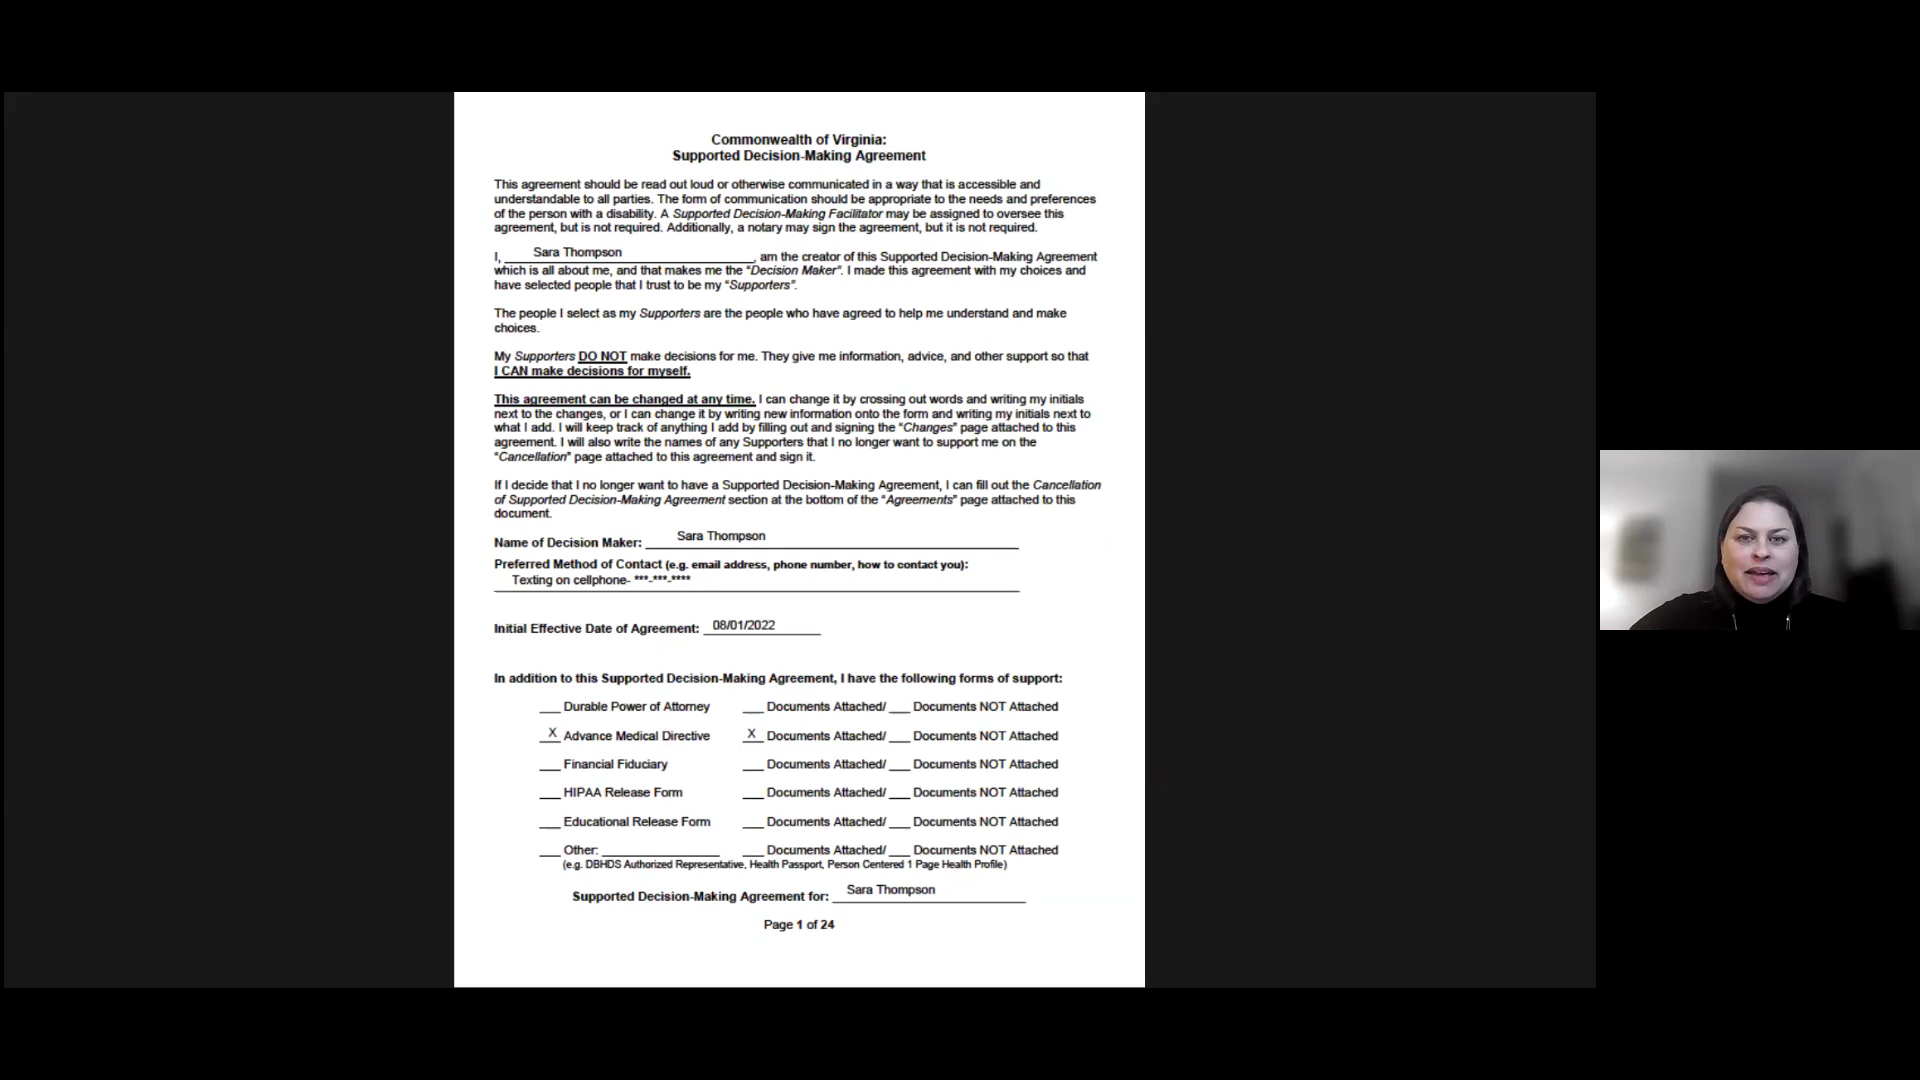 Commonwealth of Virginia:
Supported Decision-Making Agreement
This agreement should be read out loud or otherwise communicated in a way that is accessible and
understandable to all parties. The form of communication should be appropriate to the needs and preferences
of the person with a disability. A Supported Decision-Making Facilitator may be assigned to oversee this
agreement, but is not required. Additionally, a notary may sign the agreement, but it is not required.
I, Sara Thompson, am the creator of this Supported Decision-Making Agreement
which is all about me, and that makes me the “Decision Maker”. I made this agreement with my choices and
have selected people that I trust to be my “Supporters”.
The people I select as my Supporters are the people who have agreed to help me understand and make
choices.
My Supporters DO NOT make decisions for me. They give me information, advice, and other support so that
I CAN make decisions for myself.
This agreement can be changed at any time. I can change it by crossing out words and writing my initials
next to the changes, or I can change it by writing new information onto the form and writing my initials next to
what I add. I will keep track of anything I add by filling out and signing the “Changes” page attached to this
agreement. I will also write the names of any Supporters that I no longer want to support me on the
“Cancellation” page attached to this agreement and sign it.
If I decide that I no longer want to have a Supported Decision-Making Agreement, I can fill out the Cancellation
of Supported Decision-Making Agreement section at the bottom of the “Agreements” page attached to this
document.
Name of Decision Maker: Sara Thompson
Preferred Method of Contact (e.g. email address, phone number, how to contact you):
Texting on cellphone- ***-***-****
Initial Effective Date of Agreement: 08/01/2022
In addition to this Supported Decision-Making Agreement, I have the following forms of support:
___ Durable Power of Attorney ___ Documents Attached/ ___ Documents NOT Attached
X Advance Medical Directive X Documents Attached/ ___ Documents NOT Attached
___ Financial Fiduciary ___ Documents Attached/ ___ Documents NOT Attached
___ HIPAA Release Form ___ Documents Attached/ ___ Documents NOT Attached
___ Educational Release Form ___ Documents Attached/ ___ Documents NOT Attached
___ Other: ___ ___ Documents Attached/ ___ Documents NOT Attached
(e.g. DBHDS Authorized Representative, Health Passport, Person Centered 1 Page Health Profile)
Supported Decision-Making Agreement for: Sara Thompson
Page 1 of 24